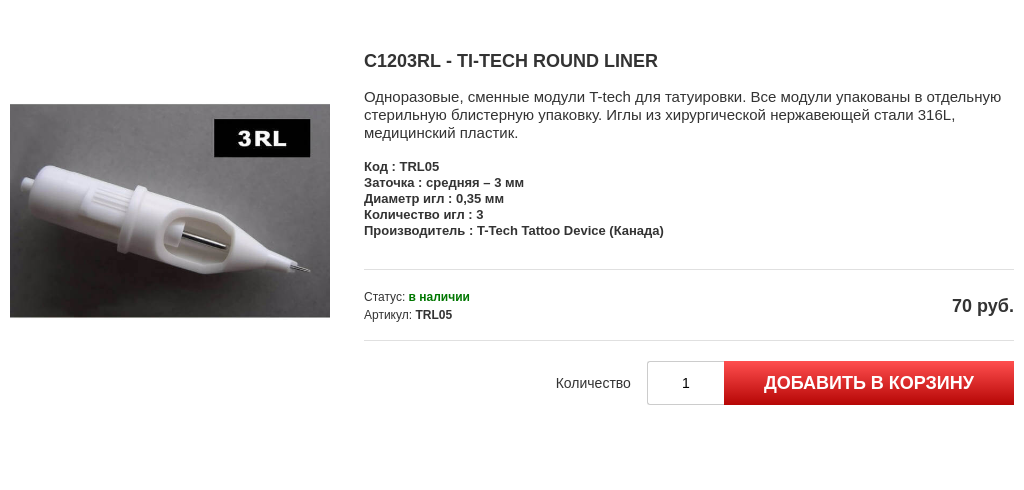 C1203RL - TI-TECH ROUND LINER
Одноразовые, сменные модули T-tech для татуировки. Все модули упакованы в отдельную
стерильную блистерную упаковку. Иглы из хирургической нержавеющей стали 316L,
медицинский пластик.
3RL
Код : TRL05
Заточка : средняя – 3 мм
Диаметр игл : 0,35 мм
Количество игл : 3
Производитель : T-Tech Tattoo Device (Канада)
Статус: в наличии
Артикул: TRL05
70 руб.
Количество
1
ДОБАВИТЬ В КОРЗИНУ